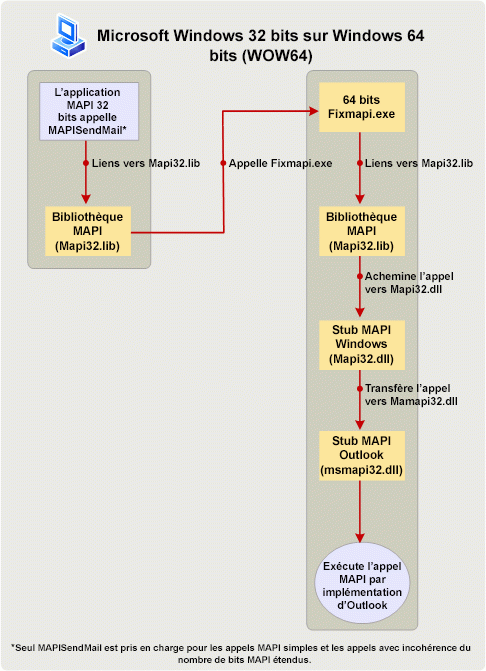 Microsoft Windows 32 bits sur Windows 64
bits (WOW64)
L'application
MAPI 32
bits appelle
MAPISendMail*
Liens vers Mapi32.lib
Bibliothèque
MAPI
(Mapi32.lib)
Appelle Fixmapi.exe
64 bits
Fixmapi.exe
Liens vers Mapi32.lib
Bibliothèque
MAPI
(Mapi32.lib)
Achemine l'appel
vers Mapi32.dll
Stub MAPI
Windows
(Mapi32.dll)
Transfère l'appel
vers Mamapi32.dll
Stub MAPI
Outlook
(msmapi32.dll)
Exécute l'appel
MAPI par
implémentation
d'Outlook
*Seul MAPISendMail est pris en charge pour les appels MAPI simples et les appels avec incohérence du
nombre de bits MAPI étendus.